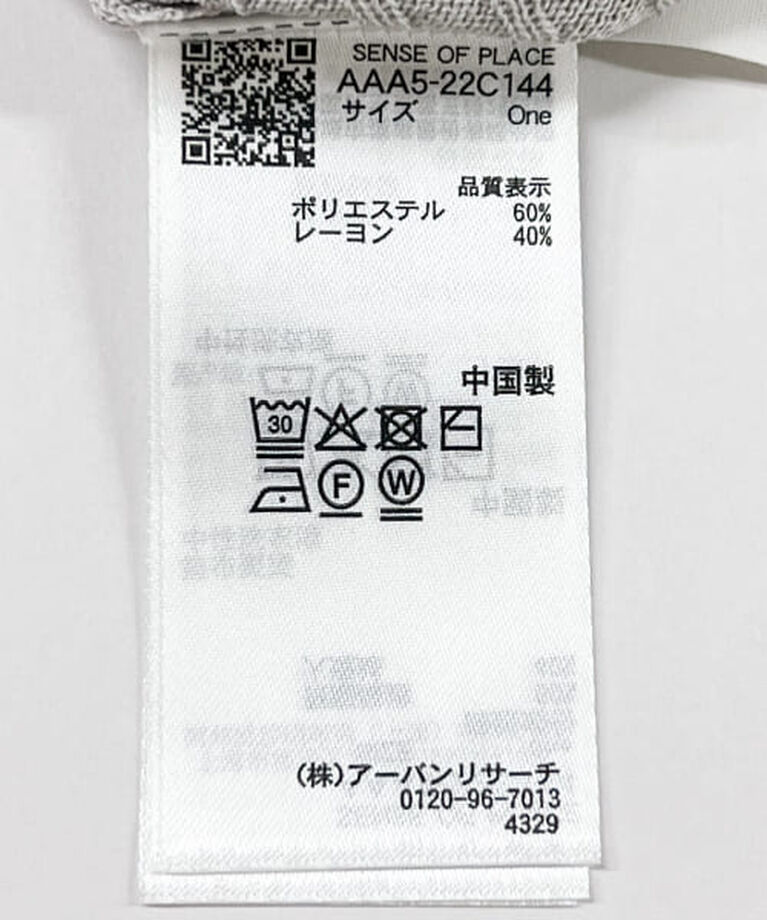 SENSE OF PLACE
AAA5-22C144
サイズ One
品質表示
ポリエステル 60%
レーヨン 40%
中国製
30
F W
(株)アーバンリサーチ
0120-96-7013
4329